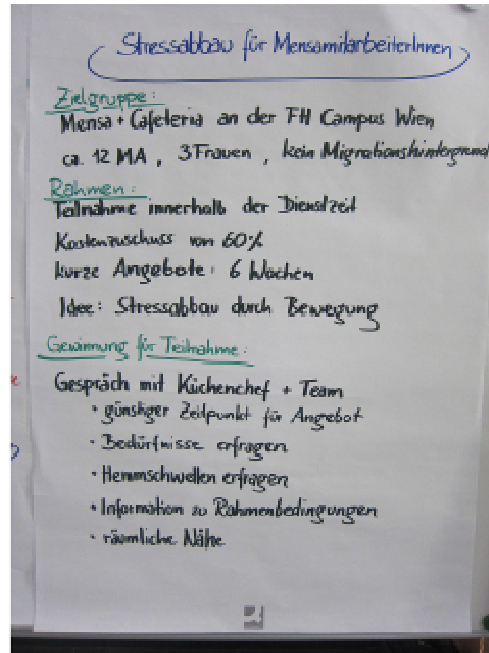 Stressabbau für MensamitarbeiterInnen
Zielgruppe:
Mensa + Cafeteria an der FH Campus Wien
ca. 12 MA, 3 Frauen, kein Migrationshintergrund
Rahmen:
Teilnahme innerhalb der Dienstzeit
Kostenzuschuss von 60%
kurze Angebote: 6 Wochen
Idee: Stressabbau durch Bewegung
Gewinnung für Teilnahme:
Gespräch mit Küchenchef + Team
• günstiger Zeitpunkt für Angebot
• Bedürfnisse erfragen
• Hemmschwellen erfragen
• Information zu Rahmenbedingungen
• räumliche Nähe